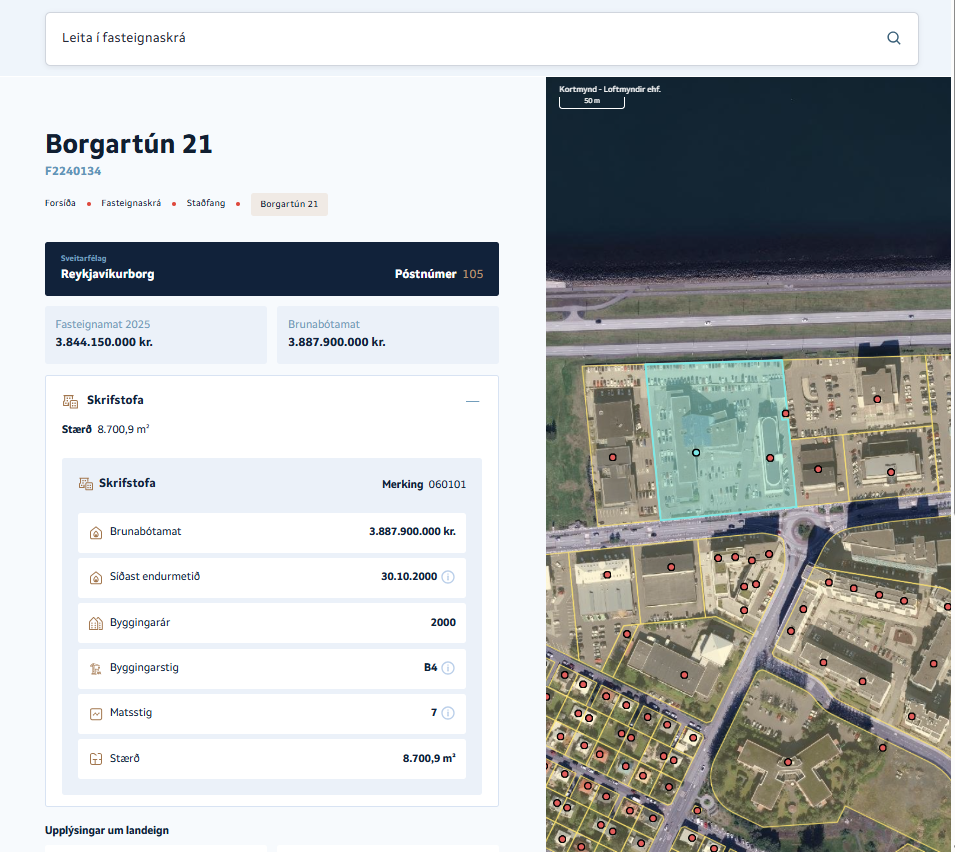 Leita í fasteignaskrá
Kortmynd - Loftmyndir ehf.
50 m
Borgartún 21
F2240134
Forsíða • Fasteignaskrá • Staðfang • Borgartún 21
Sveitarfélag
Reykjavíkurborg Póstnúmer 105
Fasteignamat 2025 Brunabótamat
3.844.150.000 kr. 3.887.900.000 kr.
Skrifstofa
Stærð 8.700,9 m²
Skrifstofa Merking 060101
Brunabótamat 3.887.900.000 kr.
Síðast endurmetið 30.10.2000
Byggingarár 2000
Byggingarstig B4
Matsstig 7
Stærð 8.700,9 m²
Upplýsingar um landeign